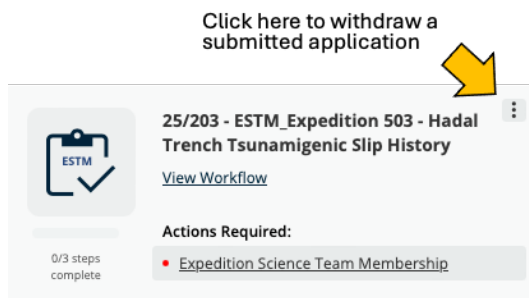 Click here to withdraw a
submitted application
25/203 - ESTM_Expedition 503 - Hadal
Trench Tsunamigenic Slip History
ESTM
View Workflow
Actions Required:
0/3 steps
complete
Expedition Science Team Membership